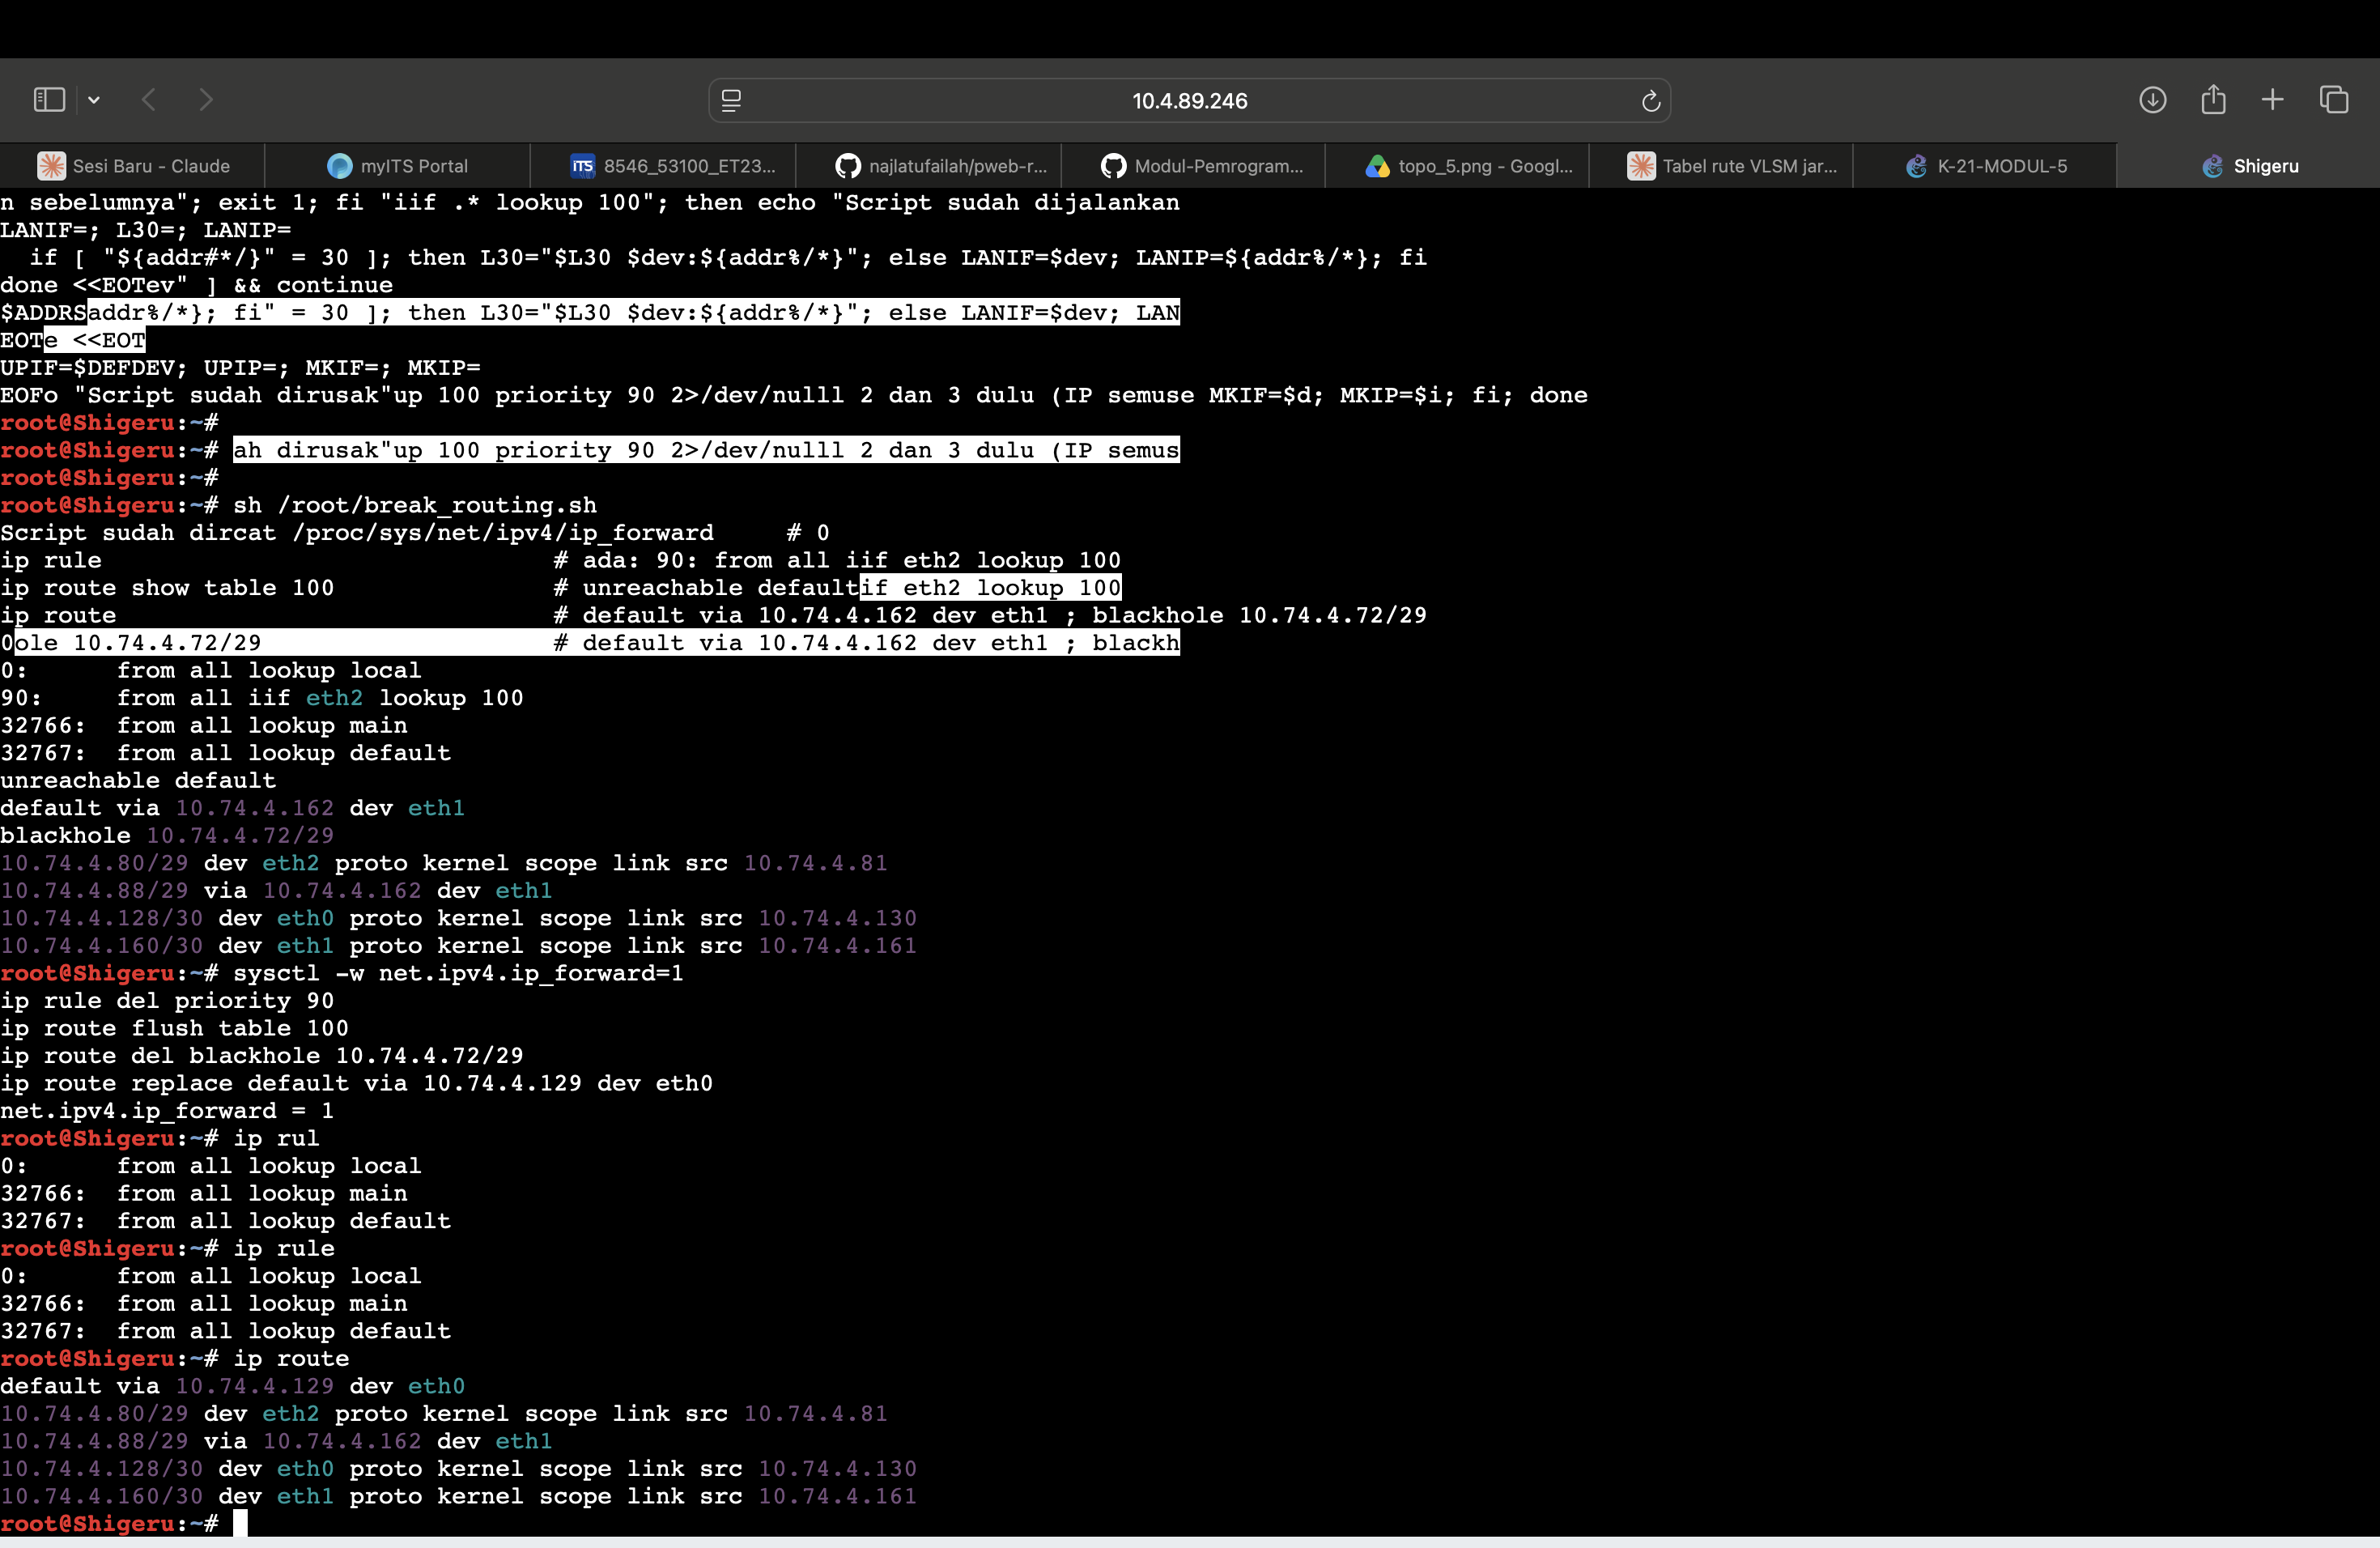 10.4.89.246
Sesi Baru - Claude
myITS Portal
ITS 8546_53100_ET23...
najlatufailah/pweb-r...
Modul-Pemrogram...
topo_5.png - Googl...
Tabel rute VLSM jar...
K-21-MODUL-5
Shigeru
n sebelumnya"; exit 1; fi "iif .* lookup 100"; then echo "Script sudah dijalankan
LANIF=; L30=; LANIP=
  if [ "${addr#*/}" = 30 ]; then L30="$L30 $dev:${addr%/*}"; else LANIF=$dev; LANIP=${addr%/*}; fi
done <<EOTev" ] && continue
$ADDRSaddr%/*}; fi" = 30 ]; then L30="$L30 $dev:${addr%/*}"; else LANIF=$dev; LAN
EOTe <<EOT
UPIF=$DEFDEV; UPIP=; MKIF=; MKIP=
EOFo "Script sudah dirusak"up 100 priority 90 2>/dev/nulll 2 dan 3 dulu (IP semuse MKIF=$d; MKIP=$i; fi; done
root@Shigeru:~#
root@Shigeru:~# ah dirusak"up 100 priority 90 2>/dev/nulll 2 dan 3 dulu (IP semus
root@Shigeru:~#
root@Shigeru:~# sh /root/break_routing.sh
Script sudah dircat /proc/sys/net/ipv4/ip_forward     # 0
ip rule                               # ada: 90: from all iif eth2 lookup 100
ip route show table 100               # unreachable defaultif eth2 lookup 100
ip route                              # default via 10.74.4.162 dev eth1 ; blackhole 10.74.4.72/29
0ole 10.74.4.72/29                    # default via 10.74.4.162 dev eth1 ; blackh
0:      from all lookup local
90:     from all iif eth2 lookup 100
32766:  from all lookup main
32767:  from all lookup default
unreachable default
default via 10.74.4.162 dev eth1
blackhole 10.74.4.72/29
10.74.4.80/29 dev eth2 proto kernel scope link src 10.74.4.81
10.74.4.88/29 via 10.74.4.162 dev eth1
10.74.4.128/30 dev eth0 proto kernel scope link src 10.74.4.130
10.74.4.160/30 dev eth1 proto kernel scope link src 10.74.4.161
root@Shigeru:~# sysctl -w net.ipv4.ip_forward=1
ip rule del priority 90
ip route flush table 100
ip route del blackhole 10.74.4.72/29
ip route replace default via 10.74.4.129 dev eth0
net.ipv4.ip_forward = 1
root@Shigeru:~# ip rul
0:      from all lookup local
32766:  from all lookup main
32767:  from all lookup default
root@Shigeru:~# ip rule
0:      from all lookup local
32766:  from all lookup main
32767:  from all lookup default
root@Shigeru:~# ip route
default via 10.74.4.129 dev eth0
10.74.4.80/29 dev eth2 proto kernel scope link src 10.74.4.81
10.74.4.88/29 via 10.74.4.162 dev eth1
10.74.4.128/30 dev eth0 proto kernel scope link src 10.74.4.130
10.74.4.160/30 dev eth1 proto kernel scope link src 10.74.4.161
root@Shigeru:~#